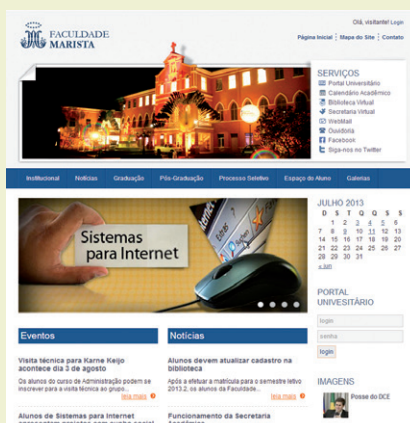 Olá, visitante! Login
FACULDADE
MARISTA
Página Inicial | Mapa do Site | Contato
SERVIÇOS
Portal Universitário
Calendário Acadêmico
Biblioteca Virtual
Secretaria Virtual
WebMail
Ouvidoria
Facebook
Siga-nos no Twitter
Institucional Notícias Graduação Pós-Graduação Processo Seletivo Espaço do Aluno Galerias
Sistemas
para Internet
JULHO 2013
D S T Q Q S S
1 2 3 4 5 6
7 8 9 10 11 12 13
14 15 16 17 18 19 20
21 22 23 24 25 26 27
28 29 30 31
« jun
PORTAL
UNIVESITÁRIO
login
senha
login
Eventos
Visita técnica para Karne Keijo
acontece dia 3 de agosto
Os alunos do curso de Administração podem se
inscrever para a visita técnica ao grupo...
leia mais
Alunos de Sistemas para Internet
apresentam projetos com cunho social
Notícias
Alunos devem atualizar cadastro na
biblioteca
Após a efetuar a matrícula para o semestre letivo
2013.2, os alunos da Faculdade...
leia mais
Funcionamento da Secretaria
Acadêmica
IMAGENS
Posse do DCE